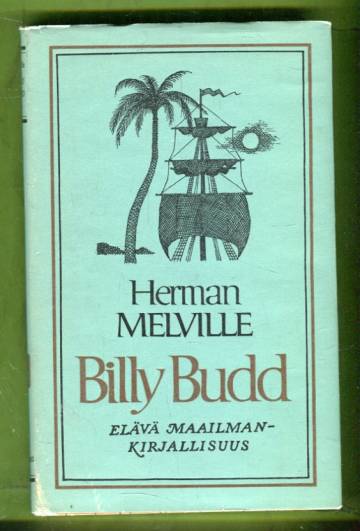 Herman
MELVILLE
Billy Budd
ELÄVÄ MAAILMAN-
KIRJALLISUUS